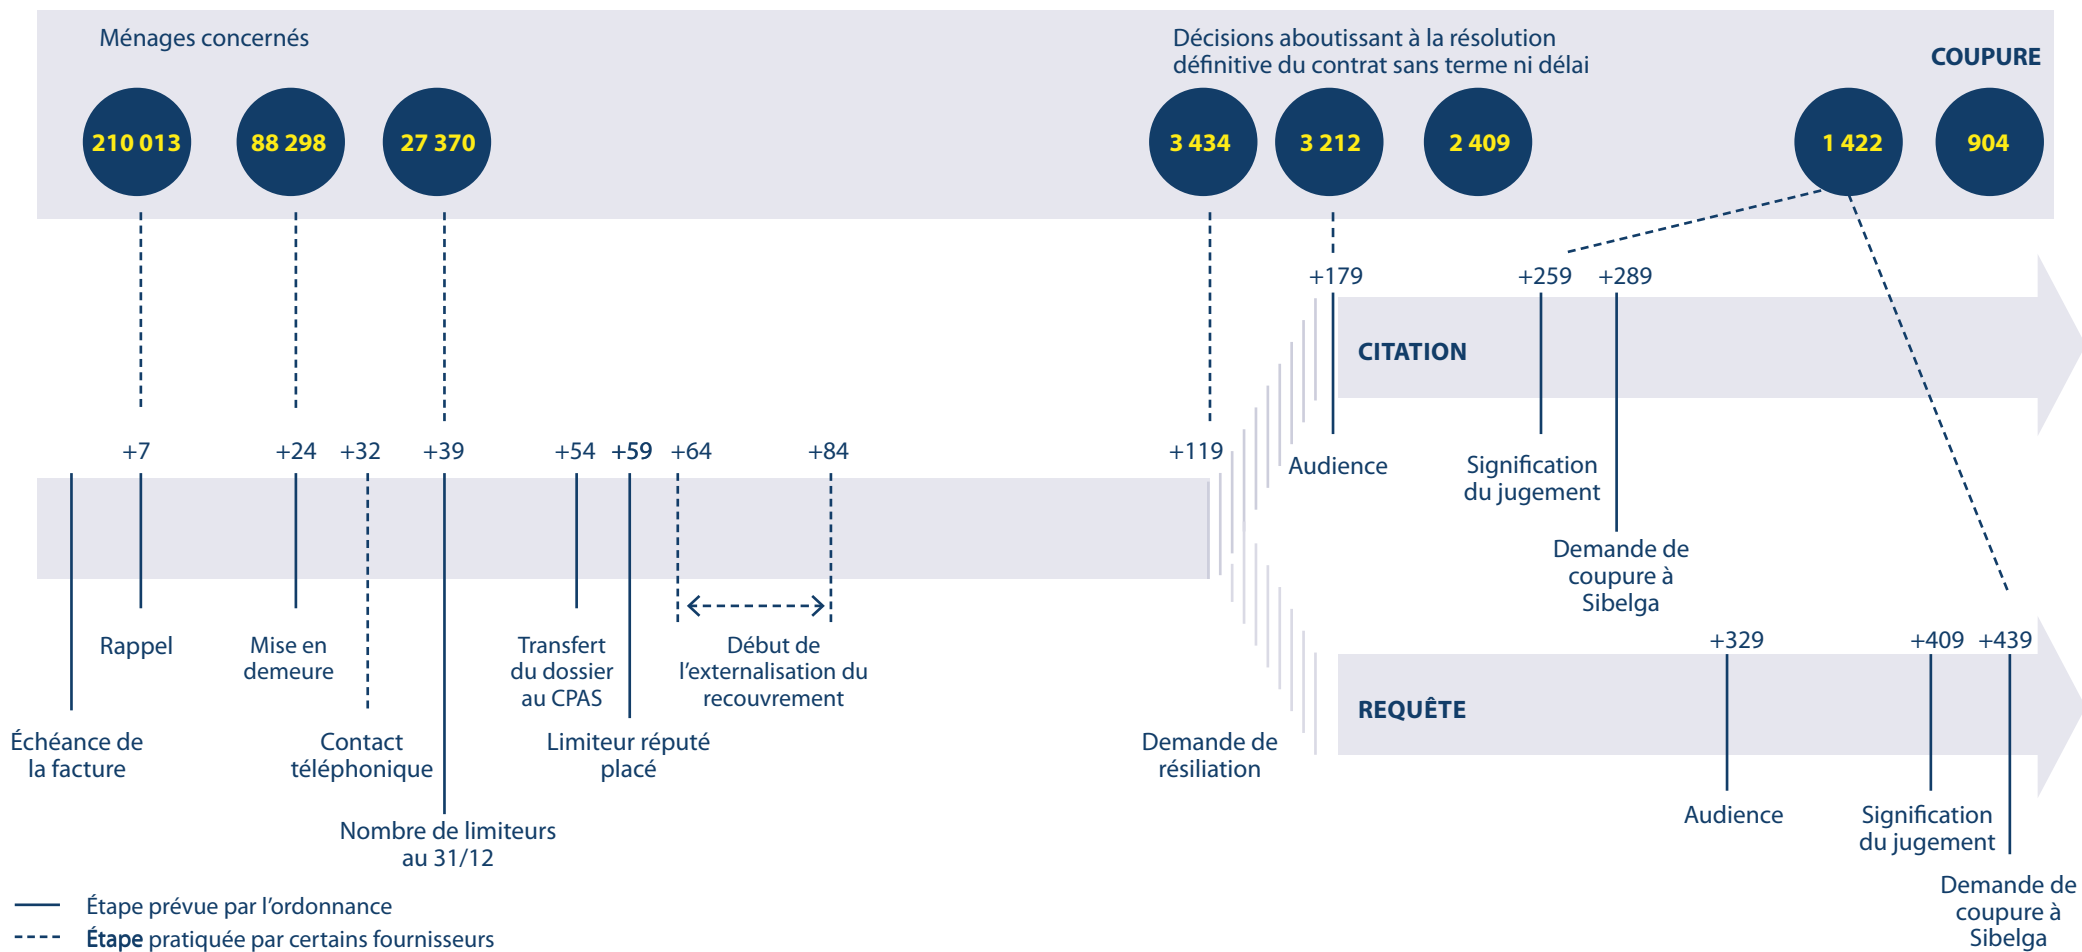 Ménages concernés
Décisions aboutissant à la résolution
définitive du contrat sans terme ni délai
COUPURE
210 013
88 298
27 370
3 434
3 212
2 409
1 422
904
+179
+259
+289
CITATION
Audience
Signification
du jugement
Demande de
coupure à
Sibelga
+7
+24
+32
+39
+54
+59
+64
+84
+119
Rappel
Mise en
demeure
Transfert
du dossier
au CPAS
Début de
l'externalisation du
recouvrement
Échéance de
la facture
Contact
téléphonique
Limiteur réputé
placé
Demande de
résiliation
Nombre de limiteurs
au 31/12
+329
+409
+439
REQUÊTE
Audience
Signification
du jugement
Demande de
coupure à
Sibelga
Étape prévue par l'ordonnance
Étape pratiquée par certains fournisseurs